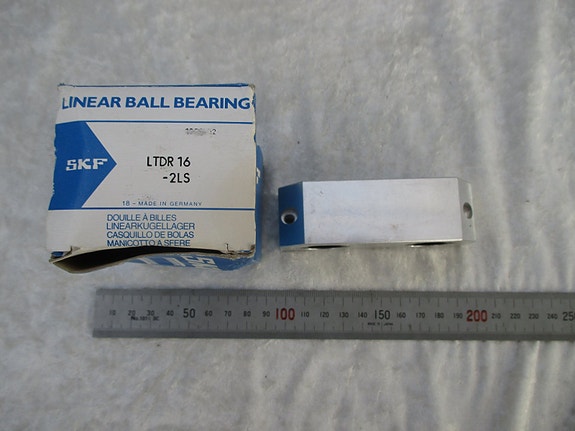 LINEAR BALL BEARING
SKF
LTDR 16
-2LS
18 - MADE IN GERMANY
DOUILLE À BILLES
LINEARKUGELLAGER
CASQUILLO DE BOLAS
MANICOTTO A SFERE
10 20 30 40 50 60 70 80 90 100 110 120 130 140 150 160 170 180 190 200 210 220 230 240